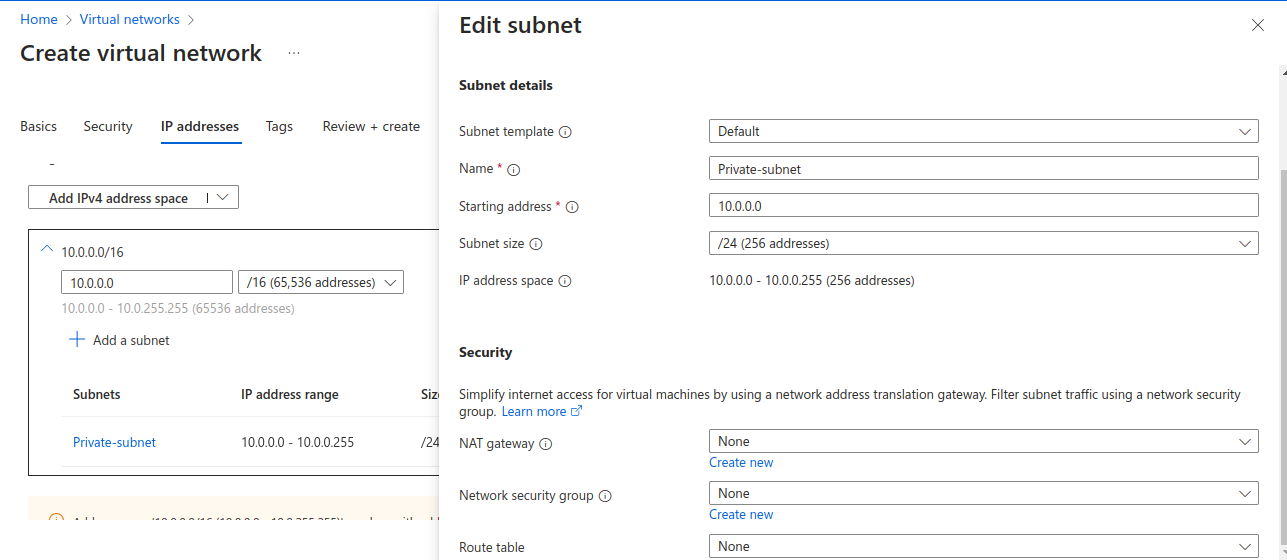 Home > Virtual networks >
Create virtual network ...
Basics Security IP addresses Tags Review + create
Add IPv4 address space
10.0.0.0/16
10.0.0.0 /16 (65,536 addresses)
10.0.0.0 - 10.0.255.255 (65536 addresses)
+ Add a subnet
Subnets IP address range
Private-subnet 10.0.0.0 - 10.0.0.255 /24
Edit subnet
Subnet details
Subnet template Default
Name * Private-subnet
Starting address * 10.0.0.0
Subnet size /24 (256 addresses)
IP address space 10.0.0.0 - 10.0.0.255 (256 addresses)
Security
Simplify internet access for virtual machines by using a network address translation gateway. Filter subnet traffic using a network security
group. Learn more
NAT gateway None
Create new
Network security group None
Create new
Route table None